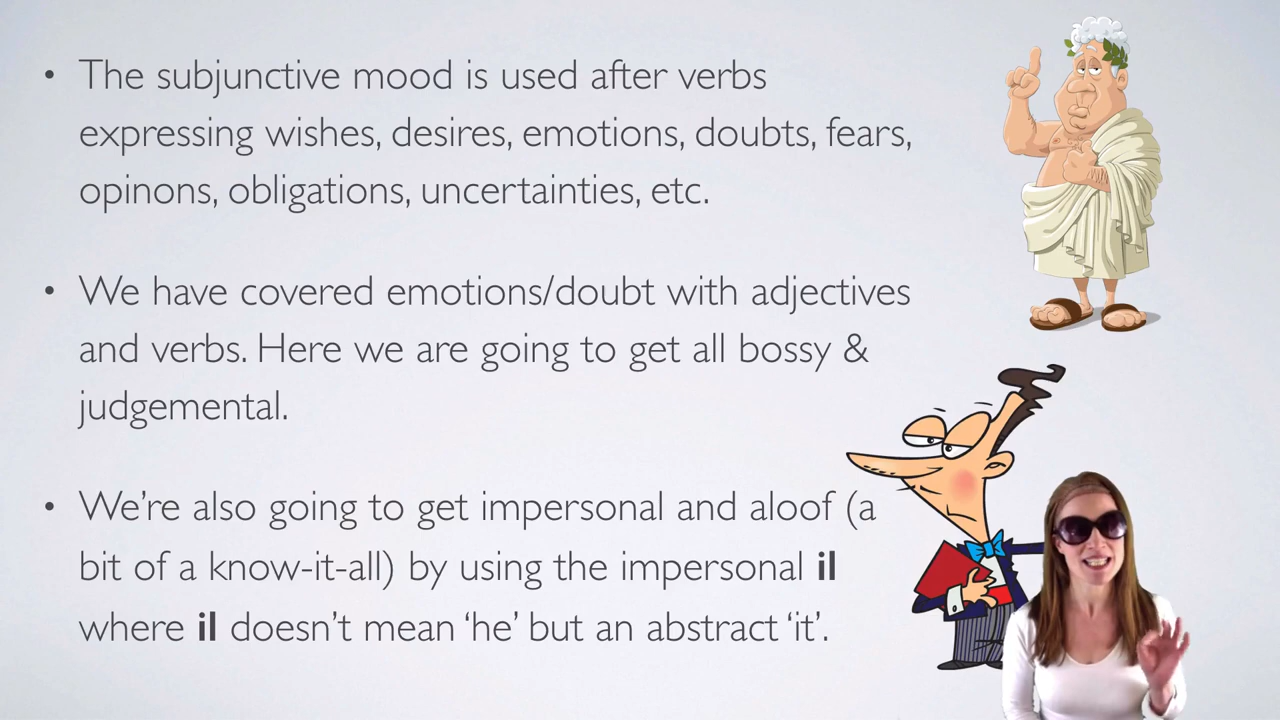 • The subjunctive mood is used after verbs
expressing wishes, desires, emotions, doubts, fears,
opinons, obligations, uncertainties, etc.
• We have covered emotions/doubt with adjectives
and verbs. Here we are going to get all bossy &
judgemental.
• We’re also going to get impersonal and aloof (a
bit of a know-it-all) by using the impersonal il
where il doesn’t mean ‘he’ but an abstract ‘it’.